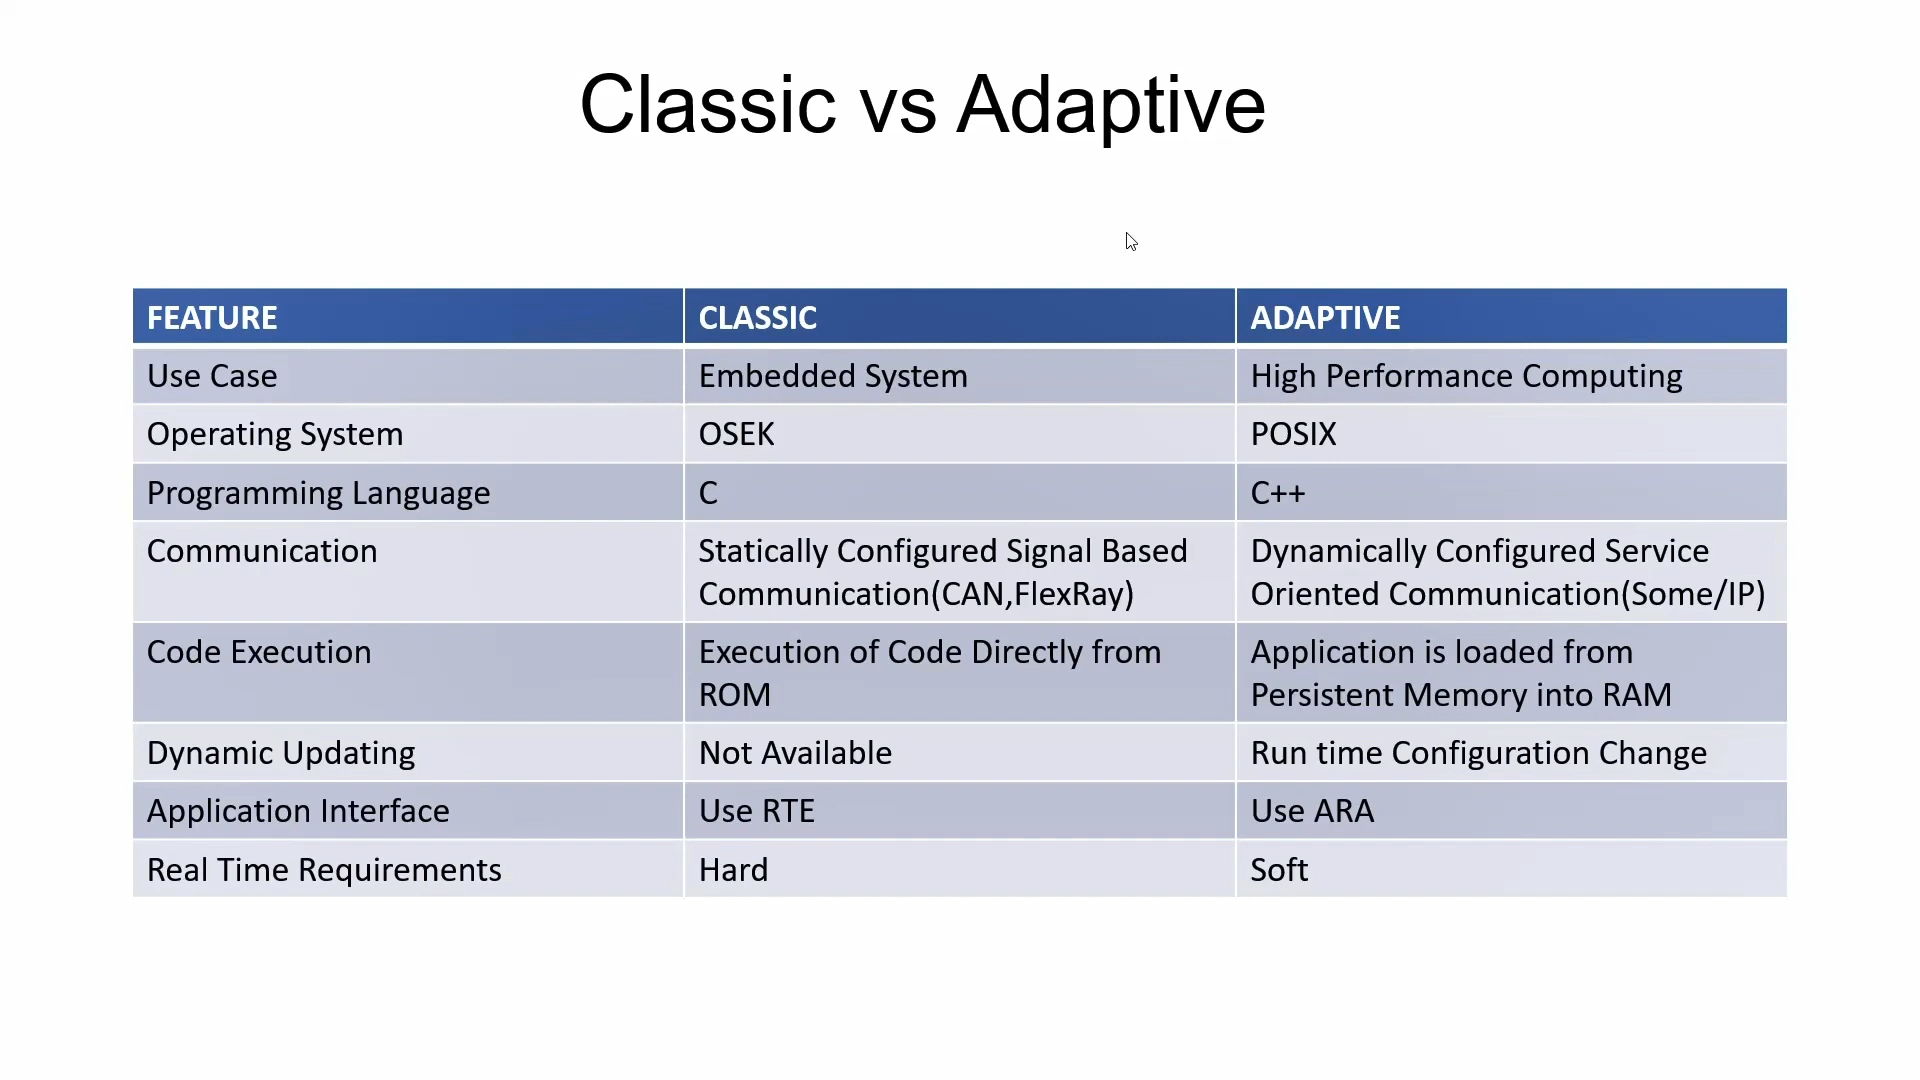 Classic vs Adaptive
FEATURE CLASSIC ADAPTIVE
Use Case Embedded System High Performance Computing
Operating System OSEK POSIX
Programming Language C C++
Communication Statically Configured Signal Based Dynamically Configured Service
Communication(CAN,FlexRay) Oriented Communication(Some/IP)
Code Execution Execution of Code Directly from Application is loaded from
ROM Persistent Memory into RAM
Dynamic Updating Not Available Run time Configuration Change
Application Interface Use RTE Use ARA
Real Time Requirements Hard Soft